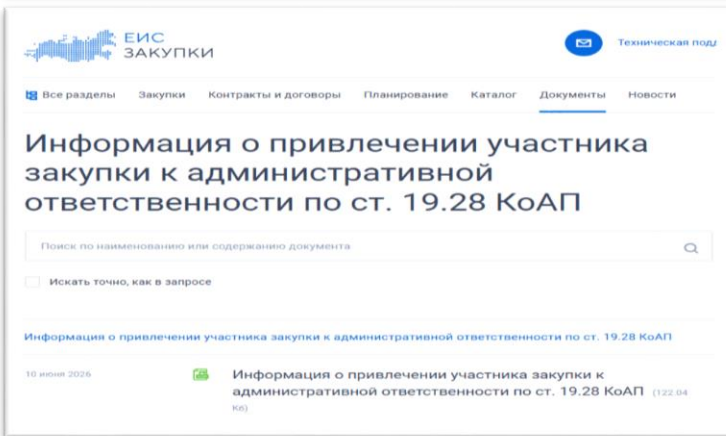 ЕИС
ЗАКУПКИ
Техническая под
Все разделы Закупки Контракты и договоры Планирование Каталог Документы Новости
Информация о привлечении участника
закупки к административной
ответственности по ст. 19.28 КоАП
Поиск по наименованию или содержанию документа
Искать точно, как в запросе
Информация о привлечении участника закупки к административной ответственности по ст. 19.28 КоАП
10 июня 2026 Информация о привлечении участника закупки к
административной ответственности по ст. 19.28 КоАП (122.04
Кб)